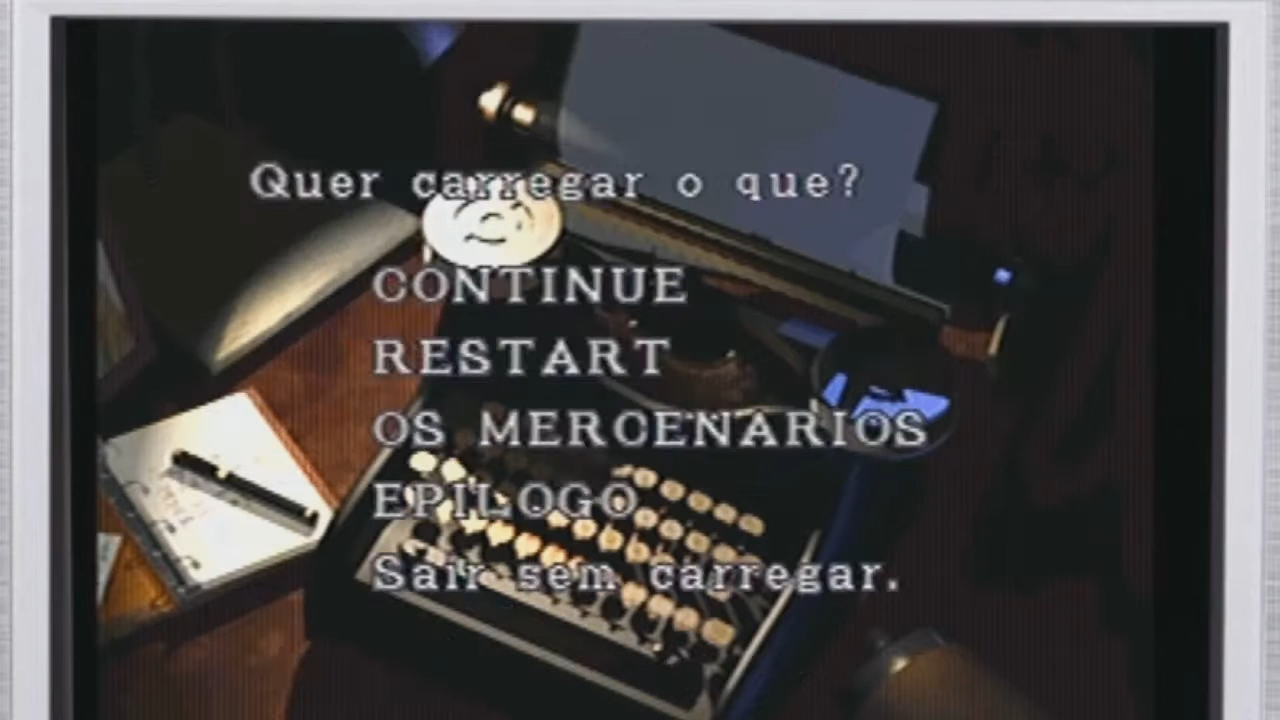 Quer carregar o que?
CONTINUE
RESTART
OS MERCENARIOS
EPILOGO
Sair sem carregar.